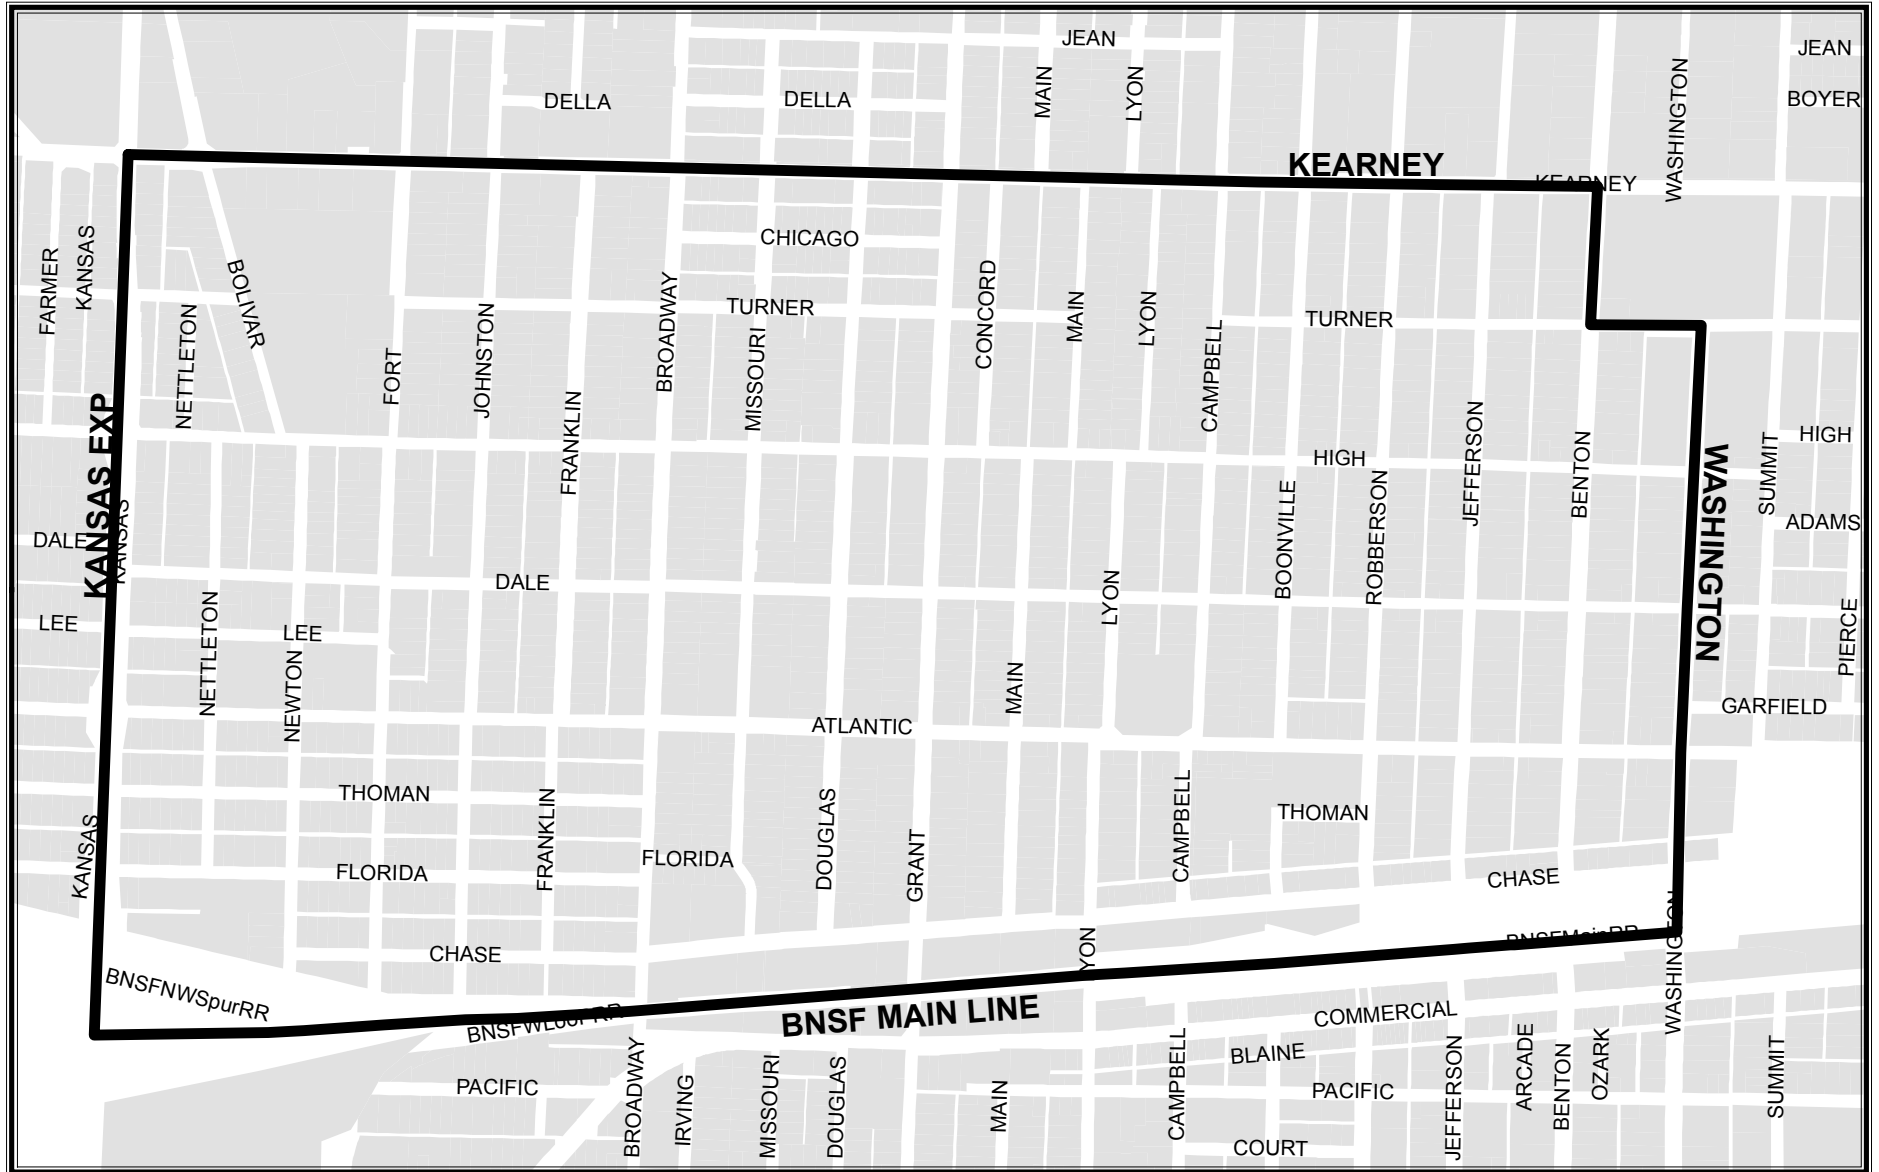 JEAN
JEAN
MAIN
LYON
WASHINGTON
DELLA
DELLA
BOYER
KEARNEY
KEARNEY
FARMER
KANSAS
BOLIVAR
CHICAGO
NETTLETON
FORT
JOHNSTON
FRANKLIN
BROADWAY
TURNER
MISSOURI
CONCORD
MAIN
LYON
CAMPBELL
TURNER
JEFFERSON
BENTON
HIGH
SUMMIT
HIGH
KANSAS EXP
KANSAS
WASHINGTON
BOONVILLE
ROBBERSON
ADAMS
DALE
DALE
LYON
LEE
NETTLETON
LEE
NEWTON
MAIN
PIERCE
GARFIELD
ATLANTIC
THOMAN
FRANKLIN
DOUGLAS
GRANT
CAMPBELL
THOMAN
KANSAS
FLORIDA
FLORIDA
CHASE
CHASE
YON
WASHINGTON
BNSFMainRR
BNSFNWSpurRR
BNSFWLoopRR
BNSF MAIN LINE
COMMERCIAL
BLAINE
PACIFIC
BROADWAY
IRVING
MISSOURI
DOUGLAS
MAIN
CAMPBELL
PACIFIC
JEFFERSON
ARCADE
BENTON
OZARK
SUMMIT
COURT